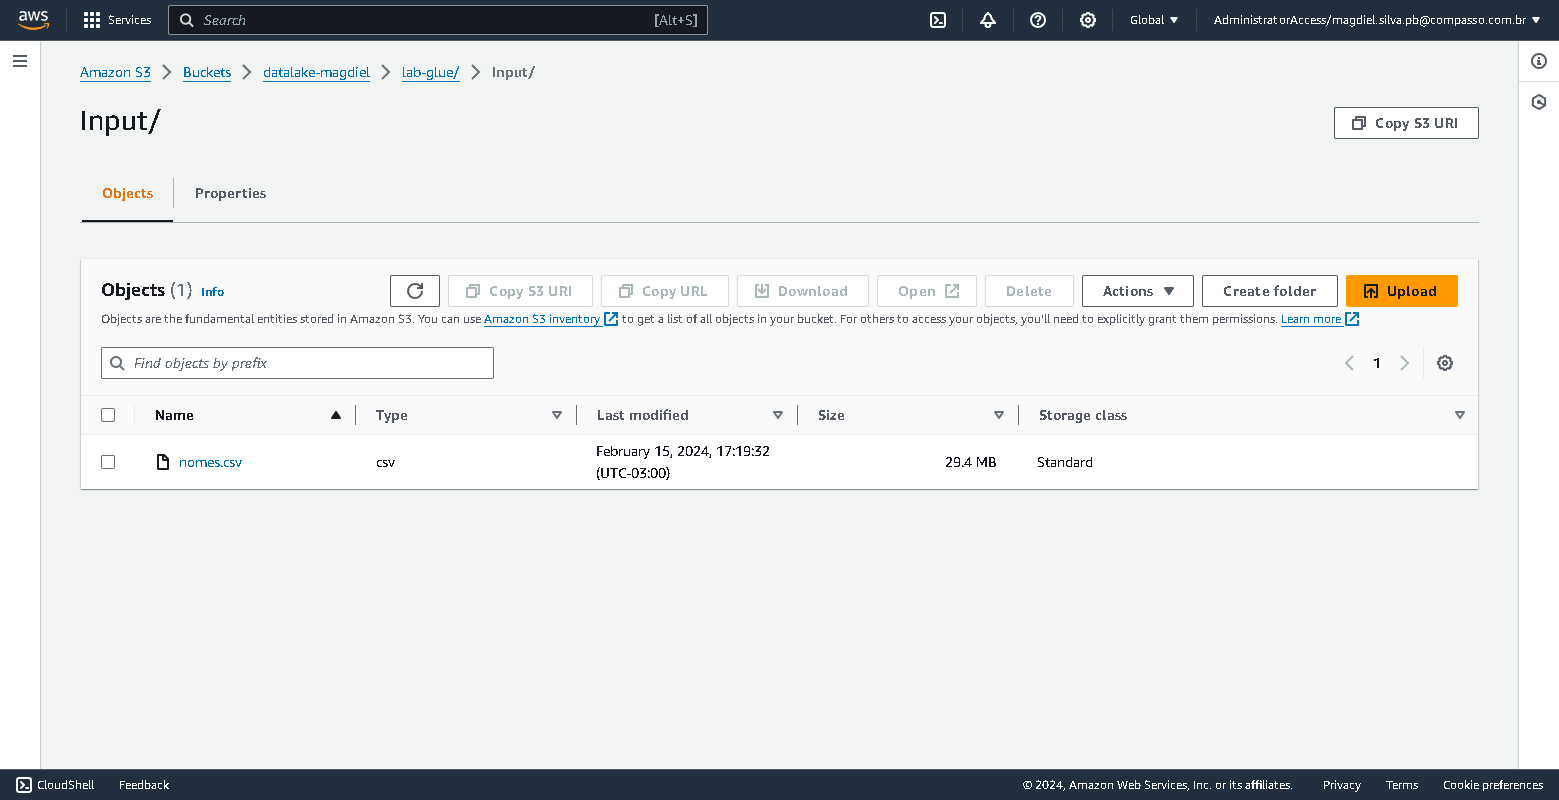 aws Services Search [Alt+S] Global AdministratorAccess/magdiel.silva.pb@compasso.com.br
Amazon S3 Buckets datalake-magdiel lab-glue/ Input/
Input/
Copy S3 URI
Objects Properties
Objects (1) Info Copy S3 URI Copy URL Download Open Delete Actions Create folder Upload
Objects are the fundamental entities stored in Amazon S3. You can use Amazon S3 inventory to get a list of all objects in your bucket. For others to access your objects, you'll need to explicitly grant them permissions. Learn more
Find objects by prefix 1
Name Type Last modified Size Storage class
nomes.csv csv February 15, 2024, 17:19:32 (UTC-03:00) 29.4 MB Standard
CloudShell Feedback © 2024, Amazon Web Services, Inc. or its affiliates. Privacy Terms Cookie preferences